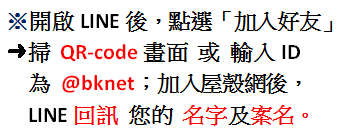 ※開啟 LINE 後，點選「加入好友」
➜掃 QR-code 畫面 或 輸入 ID
為 @bknet；加入屋殼網後，
LINE 回訊 您的 名字及案名。